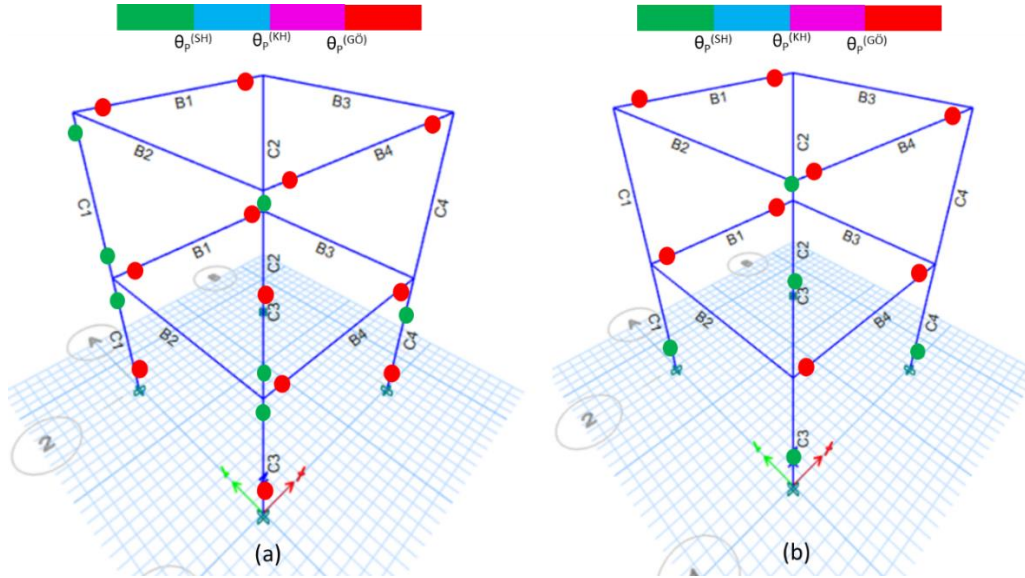 θP(SH) θP(KH) θP(GÖ)
B1 B3
C2
B2 B4
C1 C4
B1 C2 B3
B
C3
A C1 B2 B4 C4
2
C3
(a)
θP(SH) θP(KH) θP(GÖ)
B1 B3
C2
B2 B4
C1 C4
B1 C2 B3
B
C3
A C1 B2 B4 C4
2
C3
(b)